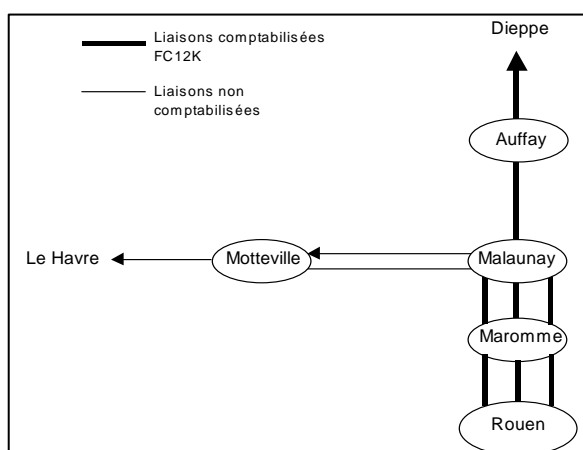 Liaisons comptabilisées
FC12K
Liaisons non
comptabilisées
Dieppe
Auffay
Le Havre
Motteville
Malaunay
Maromme
Rouen